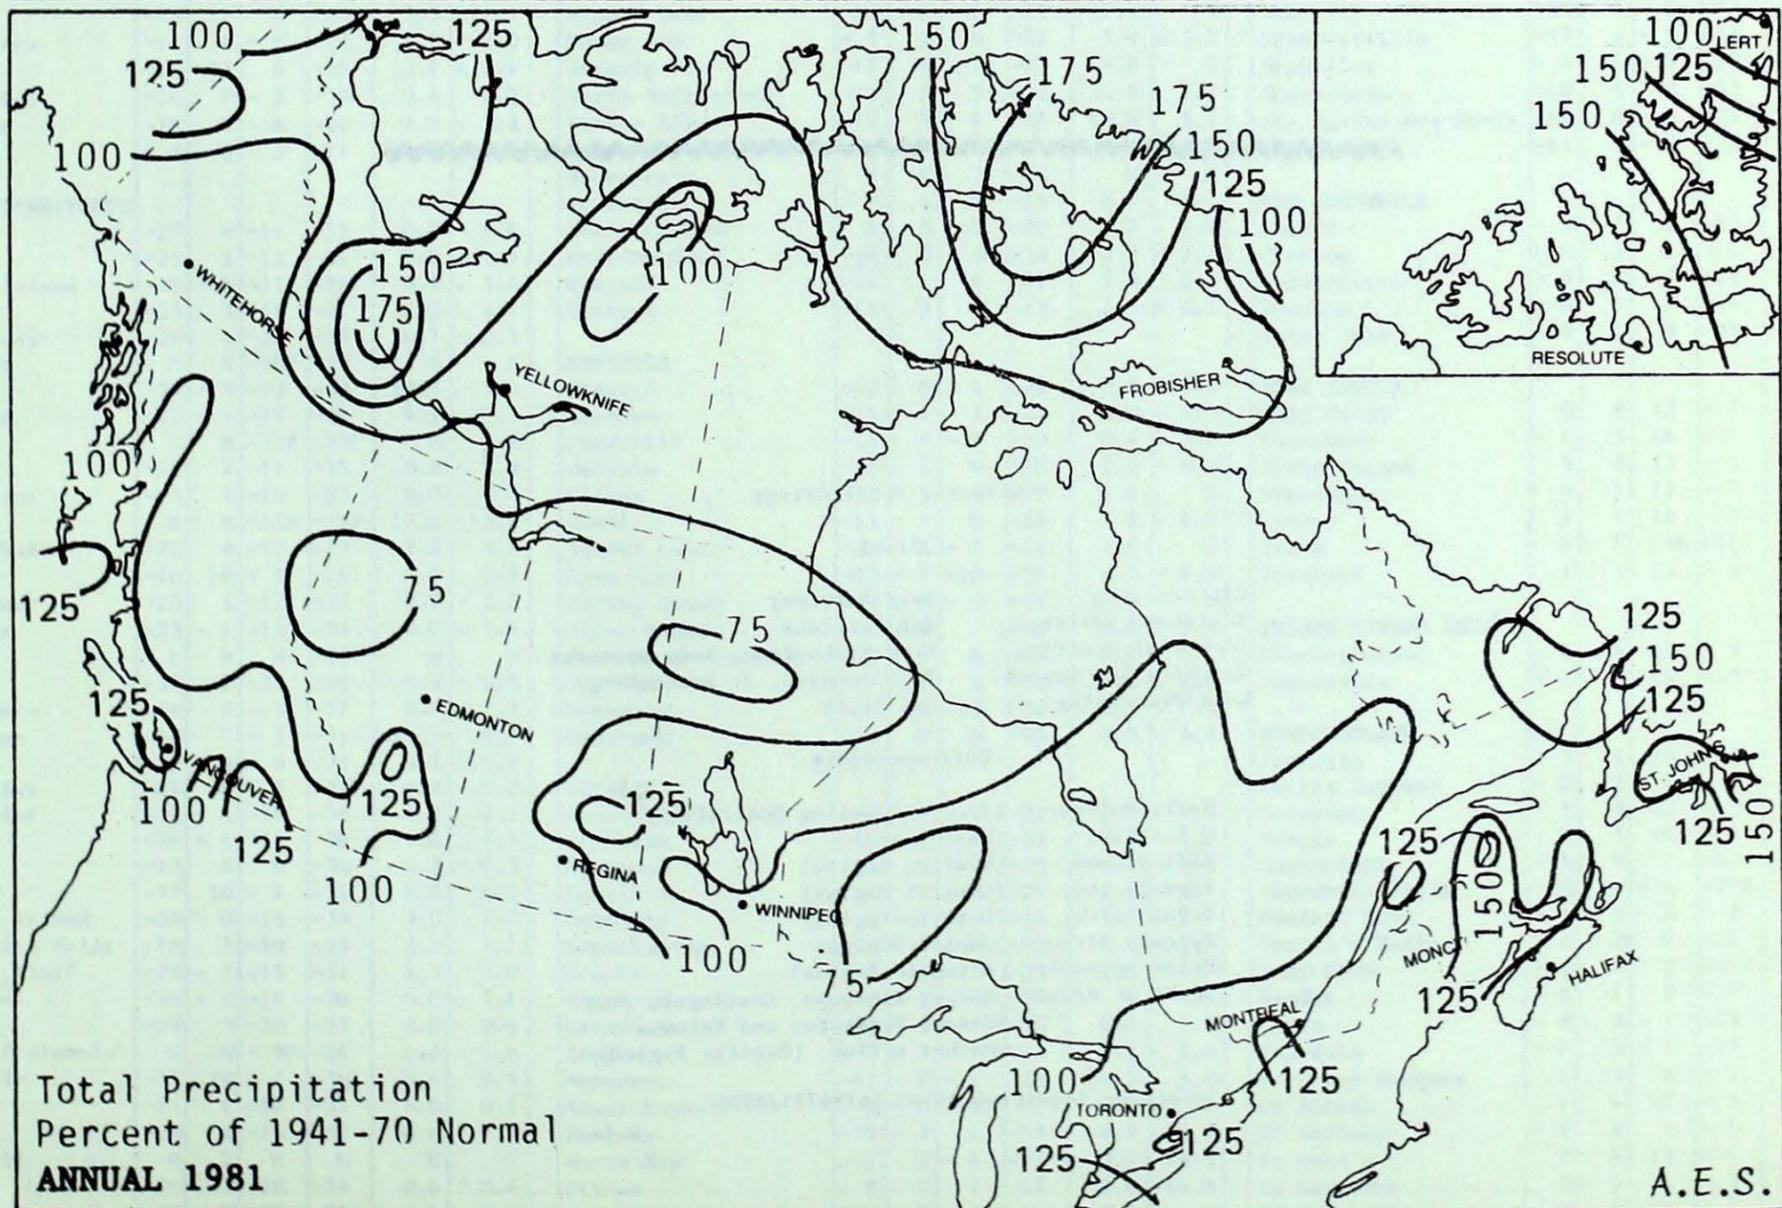 100
125
150
175
175
100 LERT
150 125
125
150
150
125
100
100
WHITEHORSE
150
175
100
YELLOWKNIFE
FROBISHER
RESOLUTE
100
125
75
75
125
150
125
125
EDMONTON
VANCOUVER
100
125
125
100
125
REGINA
WINNIPEG
100
75
ST. JOHN'S
125
150
125
150
MONCT
HALIFAX
125
MONTREAL
100
125
TORONTO
125
125
Total Precipitation
Percent of 1941-70 Normal
ANNUAL 1981
A.E.S.